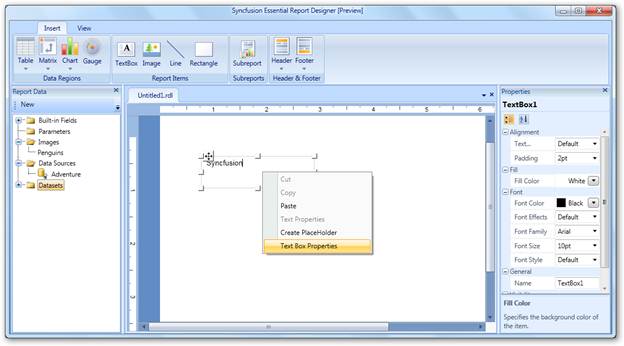 Syncfusion Essential Report Designer [Preview]
Insert View
Table Matrix Chart Gauge
TextBox Image Line Rectangle
Subreport
Header Footer
Data Regions
Report Items
Subreports
Header & Footer
Report Data
New
Built-in Fields
Parameters
Images
Penguins
Data Sources
Adventure
Datasets
Untitled1.rdl
1 2 3 4 5 6
1
2
3
Syncfusion
Cut
Copy
Paste
Text Properties
Create PlaceHolder
Text Box Properties
Properties
TextBox1
Alignment
Text... Default
Padding 2pt
Fill
Fill Color White
Font
Font Color Black
Font Effects Default
Font Family Arial
Font Size 10pt
Font Style Default
General
Name TextBox1
Fill Color
Specifies the background color of
the item.